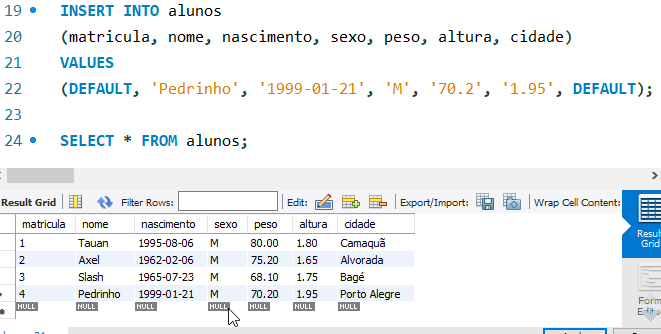 19 INSERT INTO alunos
20 (matricula, nome, nascimento, sexo, peso, altura, cidade)
21 VALUES
22 (DEFAULT, 'Pedrinho', '1999-01-21', 'M', '70.2', '1.95', DEFAULT);
23
24 SELECT * FROM alunos;
Result Grid Filter Rows: Edit: Export/Import: Wrap Cell Content:
Result Grid
matricula nome nascimento sexo peso altura cidade
1 Tauan 1995-08-06 M 80.00 1.80 Camaquã
2 Axel 1962-02-06 M 75.20 1.65 Alvorada
3 Slash 1965-07-23 M 68.10 1.75 Bagé
4 Pedrinho 1999-01-21 M 70.20 1.95 Porto Alegre
NULL NULL NULL NULL NULL NULL NULL
Form